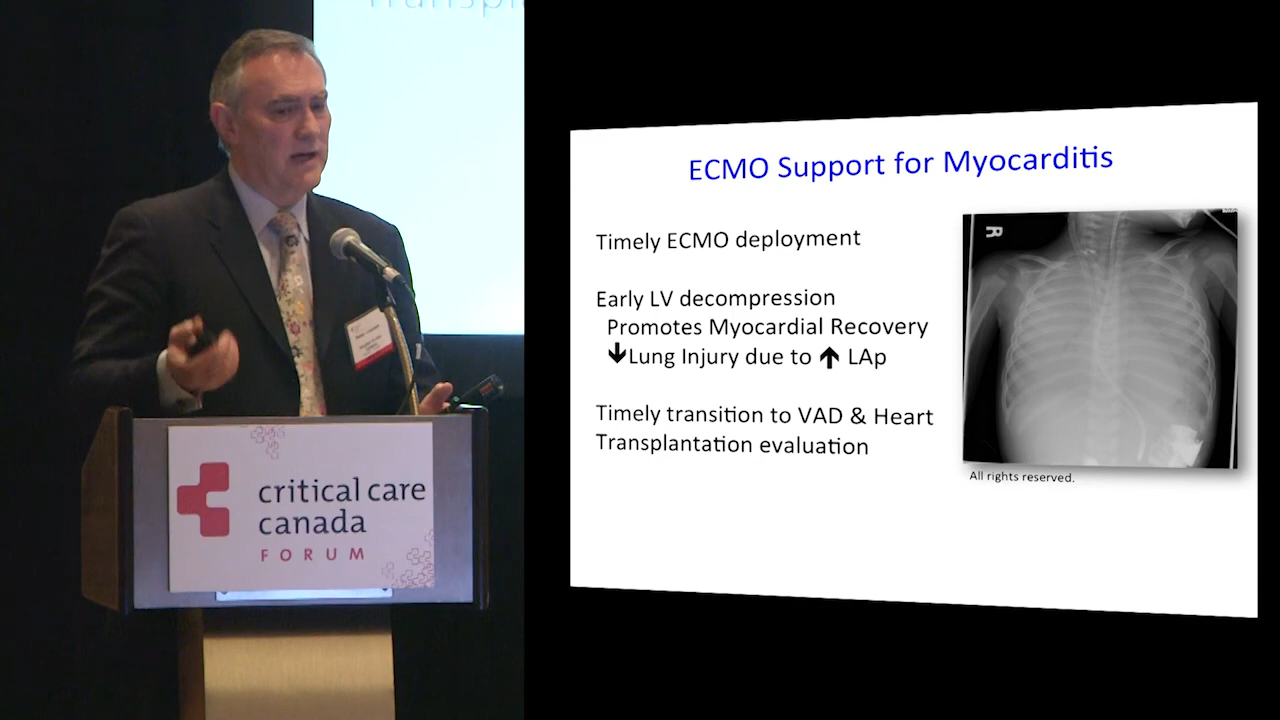 Transpl
critical care
canada
FORUM
ECMO Support for Myocarditis
Timely ECMO deployment
Early LV decompression
Promotes Myocardial Recovery
↓Lung Injury due to ↑ LAp
Timely transition to VAD & Heart
Transplantation evaluation
R
All rights reserved.